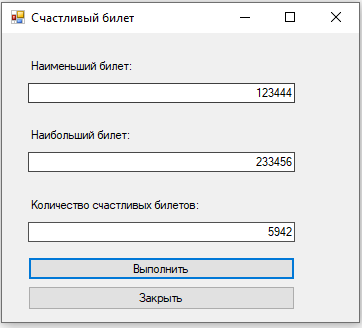 Счастливый билет
Наименьший билет:
123444
Наибольший билет:
233456
Количество счастливых билетов:
5942
Выполнить
Закрыть